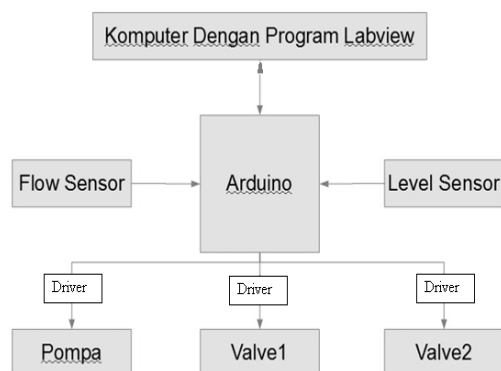 Komputer Dengan Program Labview
Flow Sensor
Arduino
Level Sensor
Driver
Driver
Driver
Pompa
Valve1
Valve2